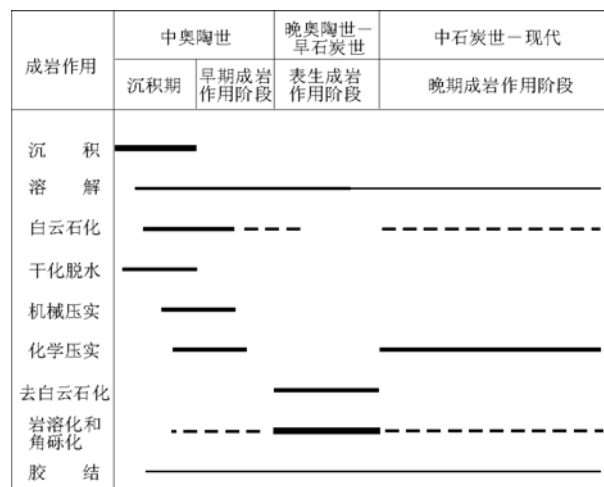 成岩作用
中奥陶世
晚奥陶世－
早石炭世
中石炭世－现代
沉积期
早期成岩
作用阶段
表生成岩
作用阶段
晚期成岩作用阶段
沉 积
溶 解
白云石化
干化脱水
机械压实
化学压实
去白云石化
岩溶化和
角砾化
胶 结